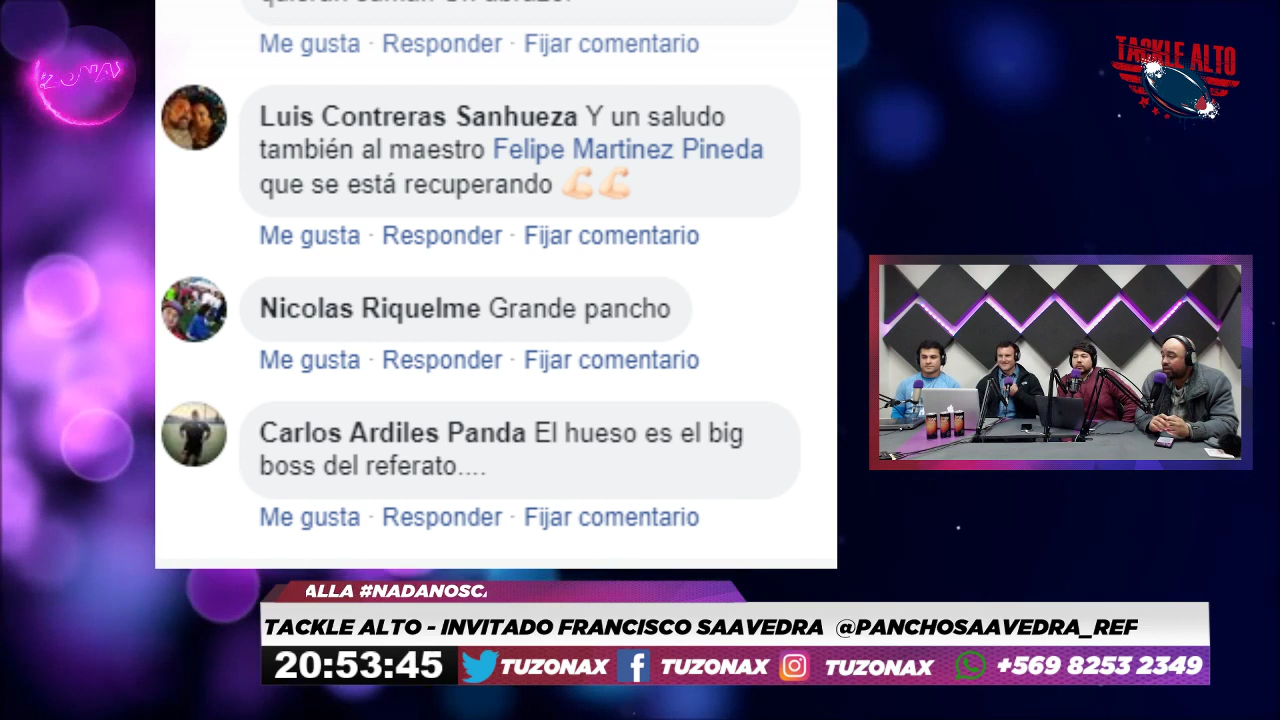 Me gusta · Responder · Fijar comentario
TACKLE ALTO
Luis Contreras Sanhueza Y un saludo
también al maestro Felipe Martinez Pineda
que se está recuperando 💪🏻💪🏻
Me gusta · Responder · Fijar comentario
Nicolas Riquelme Grande pancho
Me gusta · Responder · Fijar comentario
Carlos Ardiles Panda El hueso es el big
boss del referato....
Me gusta · Responder · Fijar comentario
ALLA #NADANOSC
TACKLE ALTO - INVITADO FRANCISCO SAAVEDRA @PANCHOSAAVEDRA_REF
20:53:45 TUZONAX TUZONAX TUZONAX +569 8253 2349